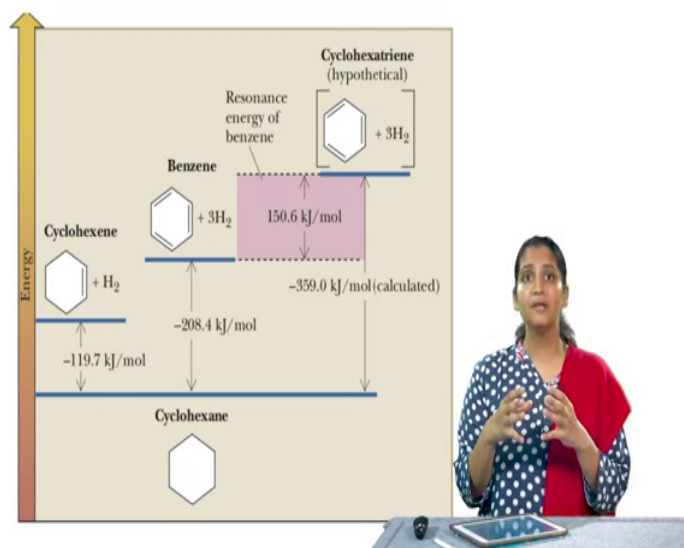 Cyclohexatriene
(hypothetical)
+ 3H₂
Resonance
energy of
benzene
Benzene
+ 3H₂
150.6 kJ/mol
Cyclohexene
+ H₂
–359.0 kJ/mol(calculated)
–208.4 kJ/mol
–119.7 kJ/mol
Cyclohexane
Energy